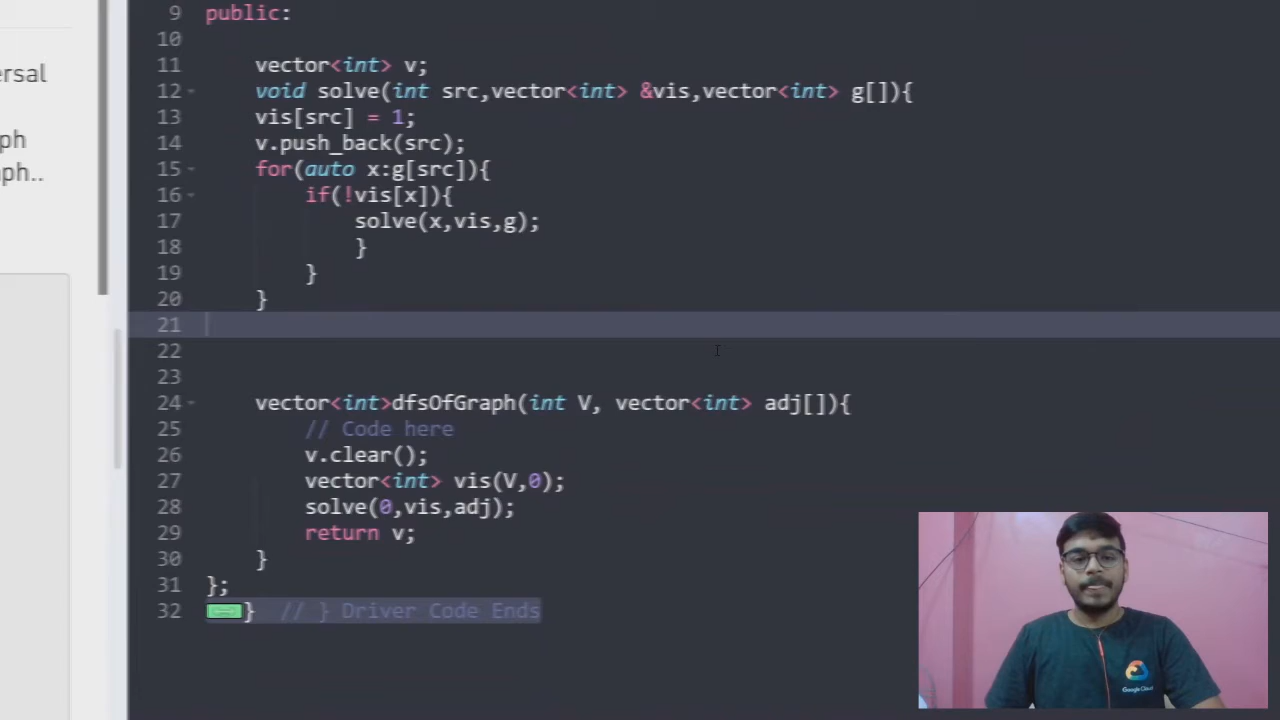 ersal
ph
aph..
9 public:
10
11 vector<int> v;
12 void solve(int src,vector<int> &vis,vector<int> g[]){
13 vis[src] = 1;
14 v.push_back(src);
15 for(auto x:g[src]){
16 if(!vis[x]){
17 solve(x,vis,g);
18 }
19 }
20 }
21
22
23
24 vector<int>dfsOfGraph(int V, vector<int> adj[]){
25 // Code here
26 v.clear();
27 vector<int> vis(V,0);
28 solve(0,vis,adj);
29 return v;
30 }
31 };
32 } // } Driver Code Ends
Google Cloud